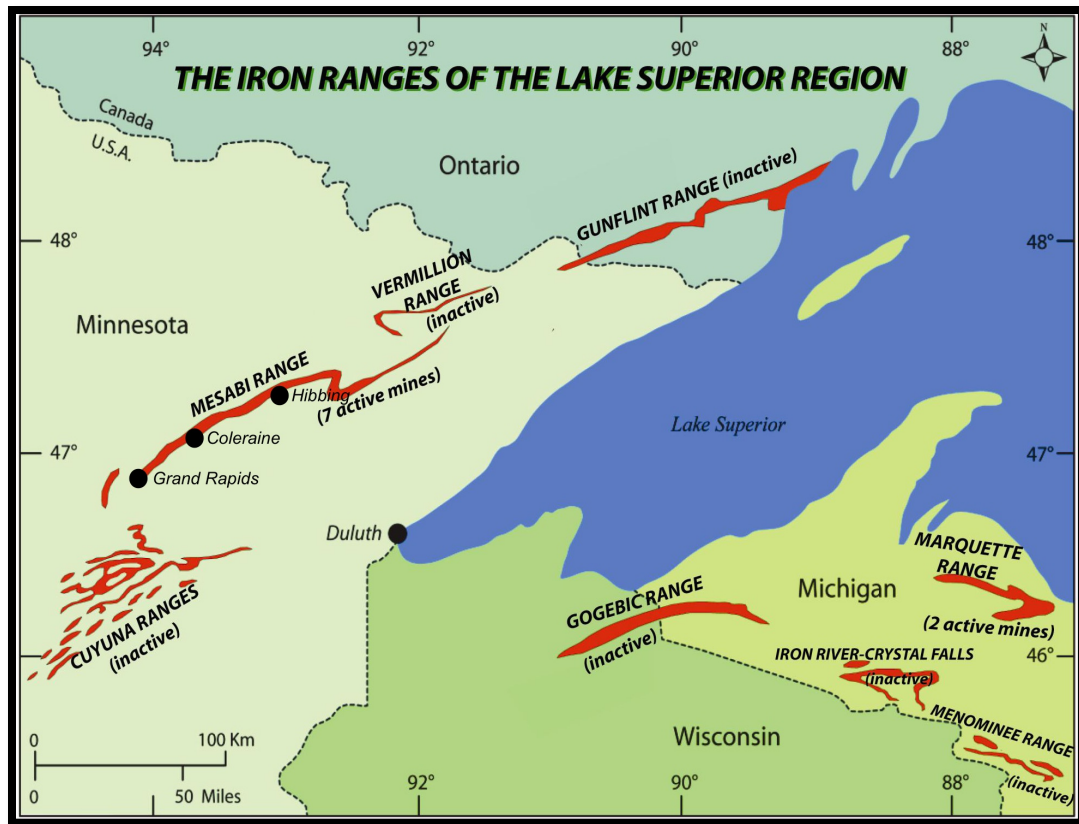 94°
92°
90°
88°
N
THE IRON RANGES OF THE LAKE SUPERIOR REGION
Canada
U.S.A.
Ontario
GUNFLINT RANGE (inactive)
48°
48°
VERMILLION
RANGE
(inactive)
Minnesota
MESABI RANGE
Hibbing
(7 active mines)
Coleraine
Lake Superior
47°
47°
Grand Rapids
Duluth
MARQUETTE
RANGE
Michigan
GOGEBIC RANGE
(inactive)
(2 active mines)
CUYUNA RANGES
(inactive)
IRON RIVER-CRYSTAL FALLS
(inactive)
46°
MENOMINEE RANGE
(inactive)
Wisconsin
0
100 Km
0
50 Miles
92°
90°
88°